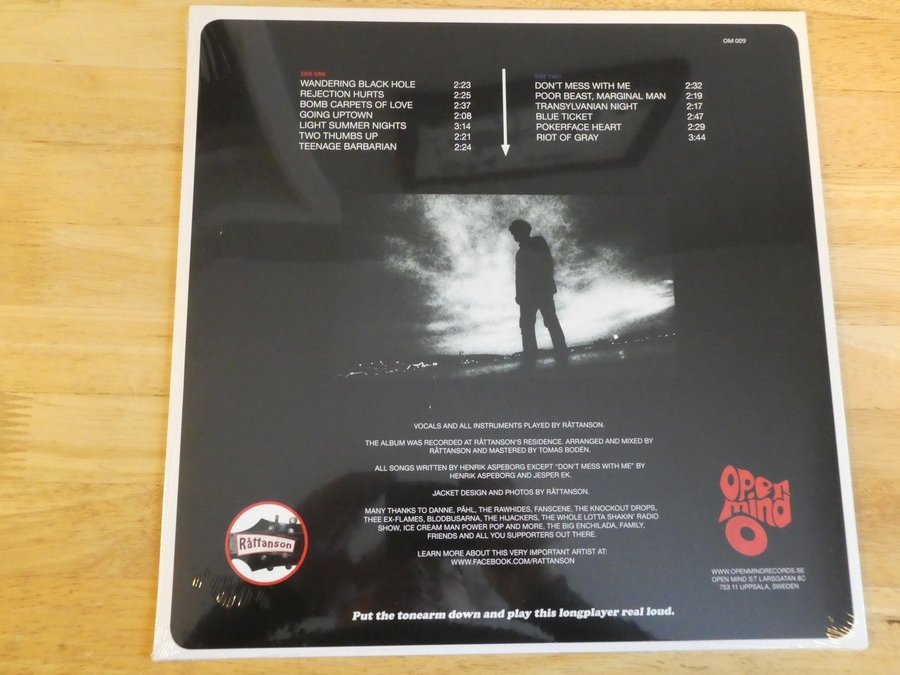 OM 009
SIDE ONE
WANDERING BLACK HOLE 2:23
REJECTION HURTS 2:25
BOMB CARPETS OF LOVE 2:37
GOING UPTOWN 2:08
LIGHT SUMMER NIGHTS 3:14
TWO THUMBS UP 2:21
TEENAGE BARBARIAN 2:24
SIDE TWO
DON'T MESS WITH ME 2:32
POOR BEAST, MARGINAL MAN 2:19
TRANSYLVANIAN NIGHT 2:17
BLUE TICKET 2:47
POKERFACE HEART 2:29
RIOT OF GRAY 3:44
VOCALS AND ALL INSTRUMENTS PLAYED BY RÅTTANSON.
THE ALBUM WAS RECORDED AT RÅTTANSON'S RESIDENCE. ARRANGED AND MIXED BY
RÅTTANSON AND MASTERED BY TOMAS BODÉN.
ALL SONGS WRITTEN BY HENRIK ASPEBORG EXCEPT "DON'T MESS WITH ME" BY
HENRIK ASPEBORG AND JESPER EK.
JACKET DESIGN AND PHOTOS BY RÅTTANSON.
MANY THANKS TO DANNE, PÅHL, THE RAWHIDES, FANSCENE, THE KNOCKOUT DROPS,
THEE EX-FLAMES, BLODBUSARNA, THE HIJACKERS, THE WHOLE LOTTA SHAKIN' RADIO
SHOW, ICE CREAM MAN POWER POP AND MORE, THE BIG ENCHILADA, FAMILY,
FRIENDS AND ALL YOU SUPPORTERS OUT THERE.
LEARN MORE ABOUT THIS VERY IMPORTANT ARTIST AT:
WWW.FACEBOOK.COM/RATTANSON
Råttanson
Open
mind
WWW.OPENMINDRECORDS.SE
OPEN MIND S:T LARSGATAN 8C
753 11 UPPSALA, SWEDEN
Put the tonearm down and play this longplayer real loud.